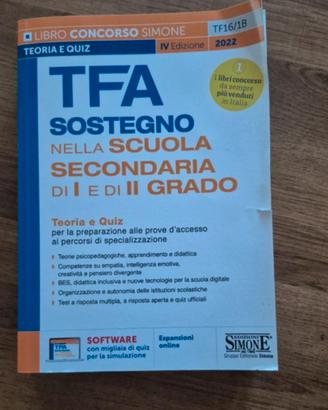 LIBRO CONCORSO SIMONE
TF16/1B
TEORIA E QUIZ
IV Edizione
2022
TFA
SOSTEGNO
NELLA SCUOLA
SECONDARIA
DI I E DI II GRADO
I libri concorso
da sempre
più venduti
in Italia
Teoria e Quiz
per la preparazione alle prove d'accesso
ai percorsi di specializzazione
• Teorie psicopedagogiche, apprendimento e didattica
• Competenze su empatia, intelligenza emotiva,
creatività e pensiero divergente
• BES, didattica inclusiva e nuove tecnologie per la scuola digitale
• Organizzazione e autonomia delle istituzioni scolastiche
• Test a risposta multipla, a risposta aperta e quiz ufficiali
TFA
SOFTWARE
con migliaia di quiz
per la simulazione
Espansioni
online
EDIZIONI
SIMONE
Gruppo Editoriale Simone